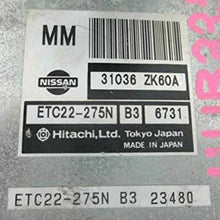 MM
NISSAN
31036 ZK60A
ETC22-275N B3 6731
Hitachi, Ltd. Tokyo Japan
MADE IN JAPAN
ETC22-275N B3 23480